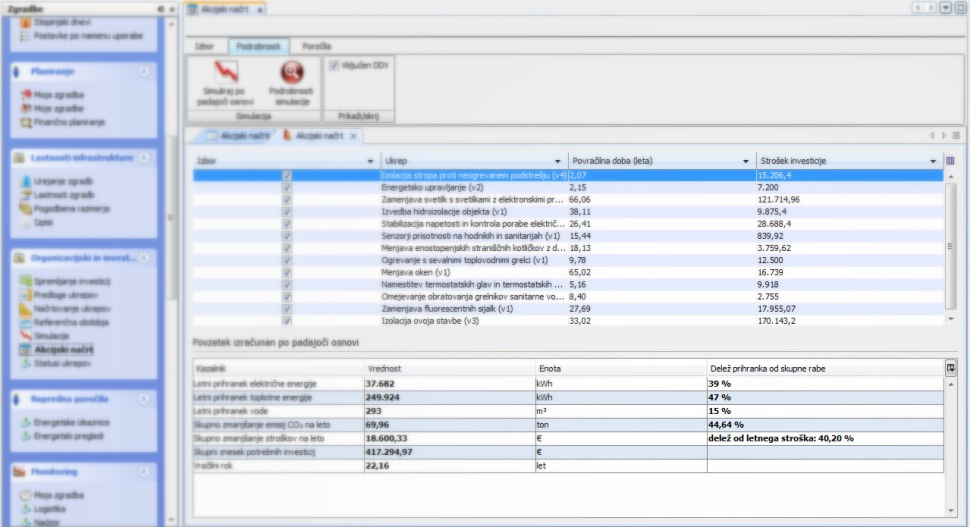 Zgradbe
Stopinjski dnevi
Postavke po namenu uporabe
Planiranje
Moja zgradba
Moje zgradbe
Finančno planiranje
Lastnosti infrastrukture
Urejanje zgradb
Lastnosti zgradb
Pogodbena razmerja
Izpisi
Organizacijski in invest...
Spremljanje investicij
Predloge ukrepov
Načrtovanje ukrepov
Referenčna obdobja
Simulacije
Akcijski načrt
Statusi ukrepov
Napredna poročila
Energetske izkaznice
Energetski pregledi
Monitoring
Moja zgradba
Logistika
Nadzor
Akcijski načrt
Izbor Podrobnosti Poročila
Simuliraj po padajoči osnovi
Podrobnosti simulacije
Vključen DDV
Simulacija
Prikaži/skrij
Akcijski načrti Akcijski načrt
Izbor Ukrep Povračilna doba (leta) Strošek investicije
Izolacija stropa proti neogrevanem podstrešju (v4) 2,07 15.206,4
Energetsko upravljanje (v2) 2,15 7.200
Zamenjava svetilk s svetilkami z elektronskimi pr... 66,06 121.714,96
Izvedba hidroizolacije objekta (v1) 38,11 9.875,4
Stabilizacija napetosti in kontrola porabe električ... 26,41 28.688,4
Senzorji prisotnosti na hodnikih in sanitarijah (v1) 15,44 839,92
Menjava enostopenjskih straniščnih kotličkov z d... 18,13 3.759,62
Ogrevanje s sevalnimi toplovodnimi grelci (v1) 9,78 12.500
Menjava oken (v1) 65,02 16.739
Namestitev termostatskih glav in termostatskih ... 5,16 9.918
Omejevanje obratovanja grelnikov sanitarne vo... 8,40 2.755
Zamenjava fluorescentnih sijalk (v1) 27,69 17.955,07
Izolacija ovoja stavbe (v3) 33,02 170.143,2
Povzetek izračunan po padajoči osnovi
Kazalnik Vrednost Enota Delež prihranka od skupne rabe
Letni prihranek električne energije 37.682 kWh 39 %
Letni prihranek toplotne energije 249.924 kWh 47 %
Letni prihranek vode 293 m³ 15 %
Skupno zmanjšanje emisij CO₂ na leto 69,96 ton 44,64 %
Skupno zmanjšanje stroškov na leto 18.600,33 € delež od letnega stroška: 40,20 %
Skupni znesek potrebnih investicij 417.294,97 €
Vračilni rok 22,16 let